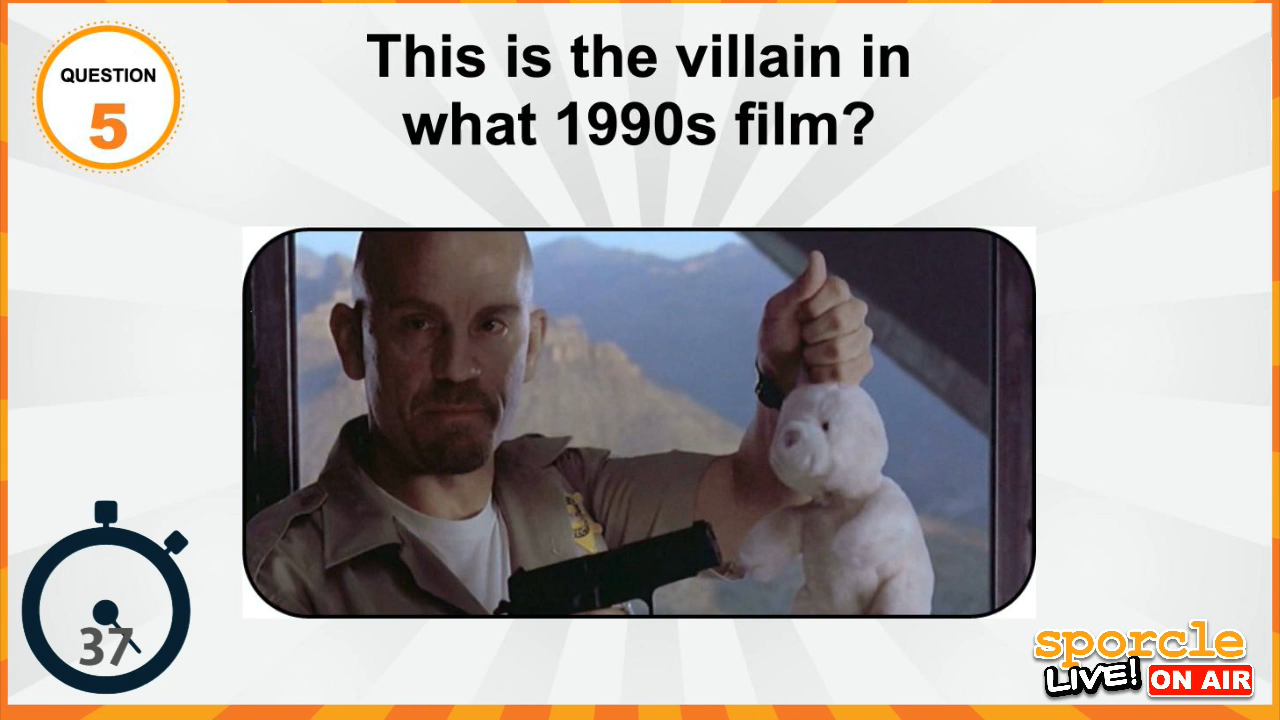 QUESTION
5
This is the villain in
what 1990s film?
37
sporcle
LIVE! ON AIR